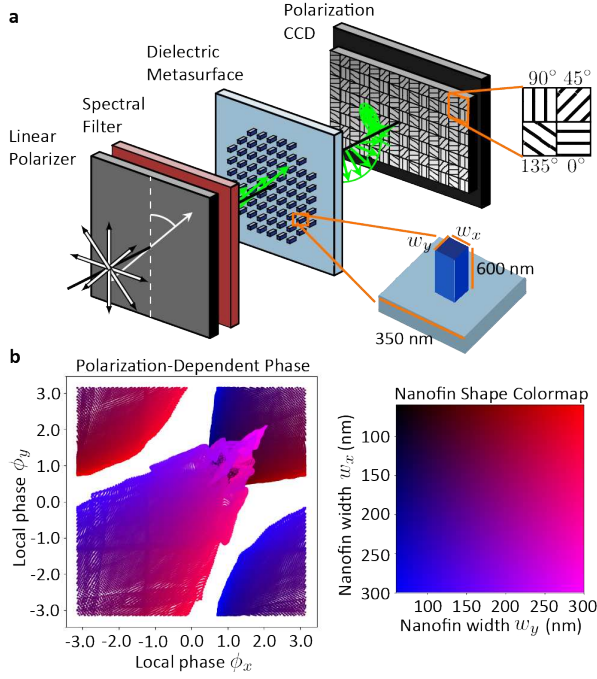 a
Polarization
CCD
Dielectric
Metasurface
Spectral
Filter
Linear
Polarizer
90° 45°
135° 0°
w_y
w_x
600 nm
350 nm
b
Polarization-Dependent Phase
3.0
2.0
1.0
0.0
-1.0
-2.0
-3.0
Local phase ϕ_y
-3.0 -2.0 -1.0 0.0 1.0 2.0 3.0
Local phase ϕ_x
Nanofin Shape Colormap
100
150
200
250
300
Nanofin width w_x (nm)
100 150 200 250 300
Nanofin width w_y (nm)